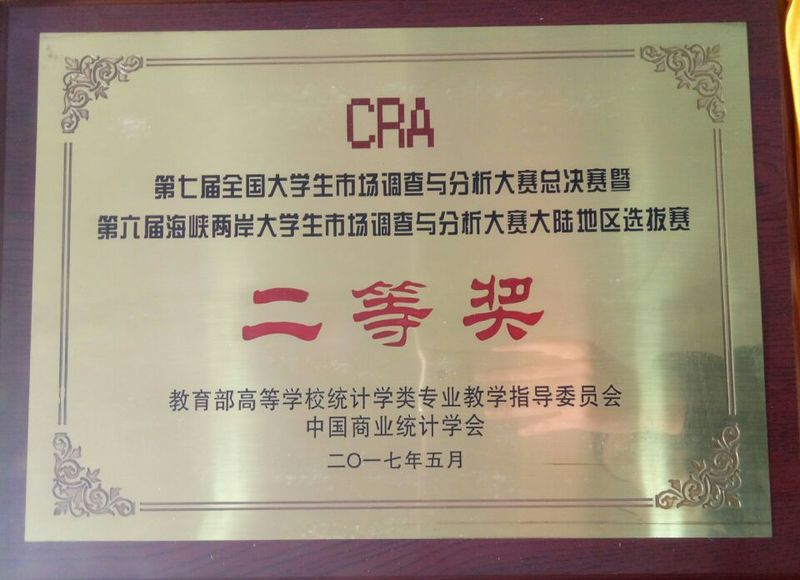 CRA
第七届全国大学生市场调查与分析大赛总决赛暨
第六届海峡两岸大学生市场调查与分析大赛大陆地区选拔赛
二等奖
教育部高等学校统计学类专业教学指导委员会
中国商业统计学会
二〇一七年五月